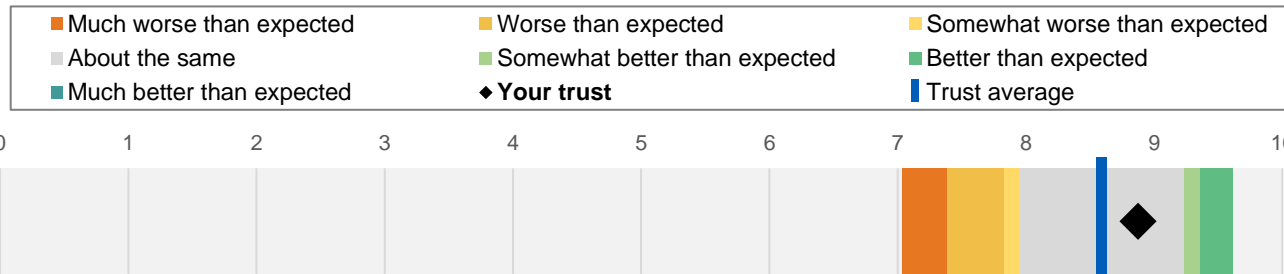 Much worse than expected Worse than expected Somewhat worse than expected
About the same Somewhat better than expected Better than expected
Much better than expected Your trust Trust average
0 1 2 3 4 5 6 7 8 9 10